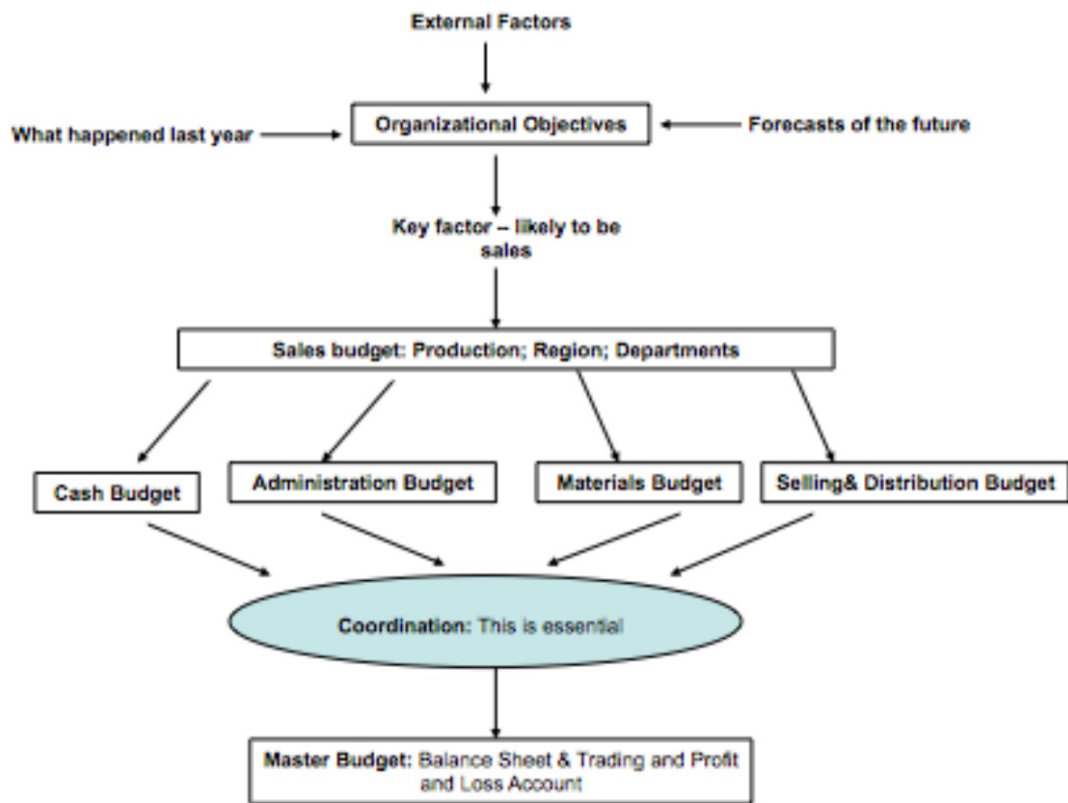 External Factors
What happened last year
Organizational Objectives
Forecasts of the future
Key factor – likely to be
sales
Sales budget: Production; Region; Departments
Cash Budget
Administration Budget
Materials Budget
Selling& Distribution Budget
Coordination: This is essential
Master Budget: Balance Sheet & Trading and Profit
and Loss Account